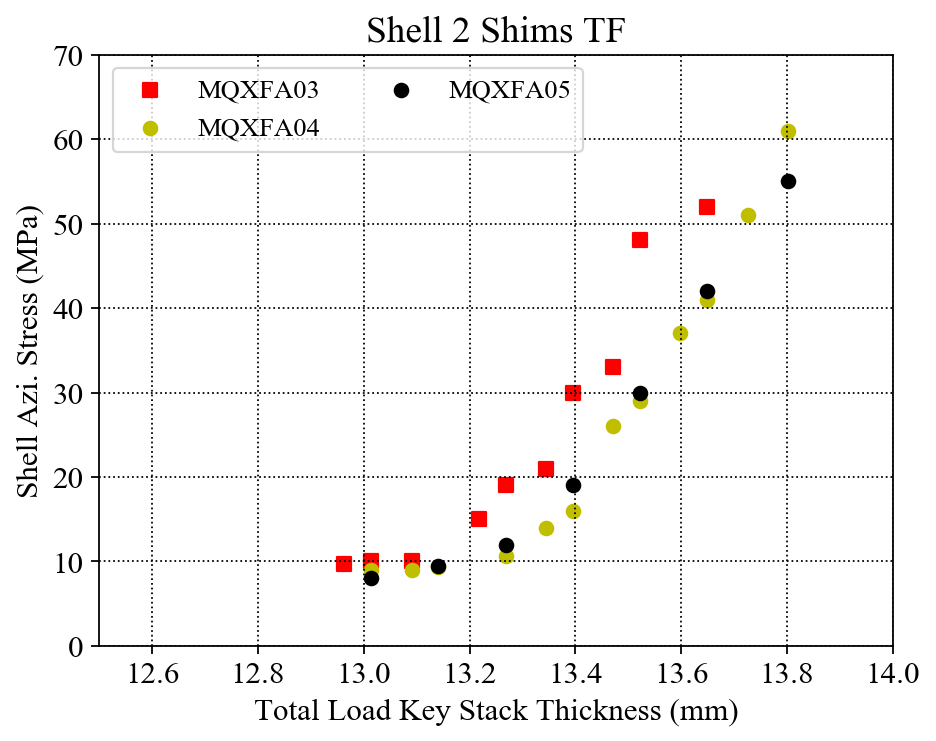 Shell 2 Shims TF
MQXFA03
MQXFA04
MQXFA05
Shell Azi. Stress (MPa)
70
60
50
40
30
20
10
0
12.6 12.8 13.0 13.2 13.4 13.6 13.8 14.0
Total Load Key Stack Thickness (mm)